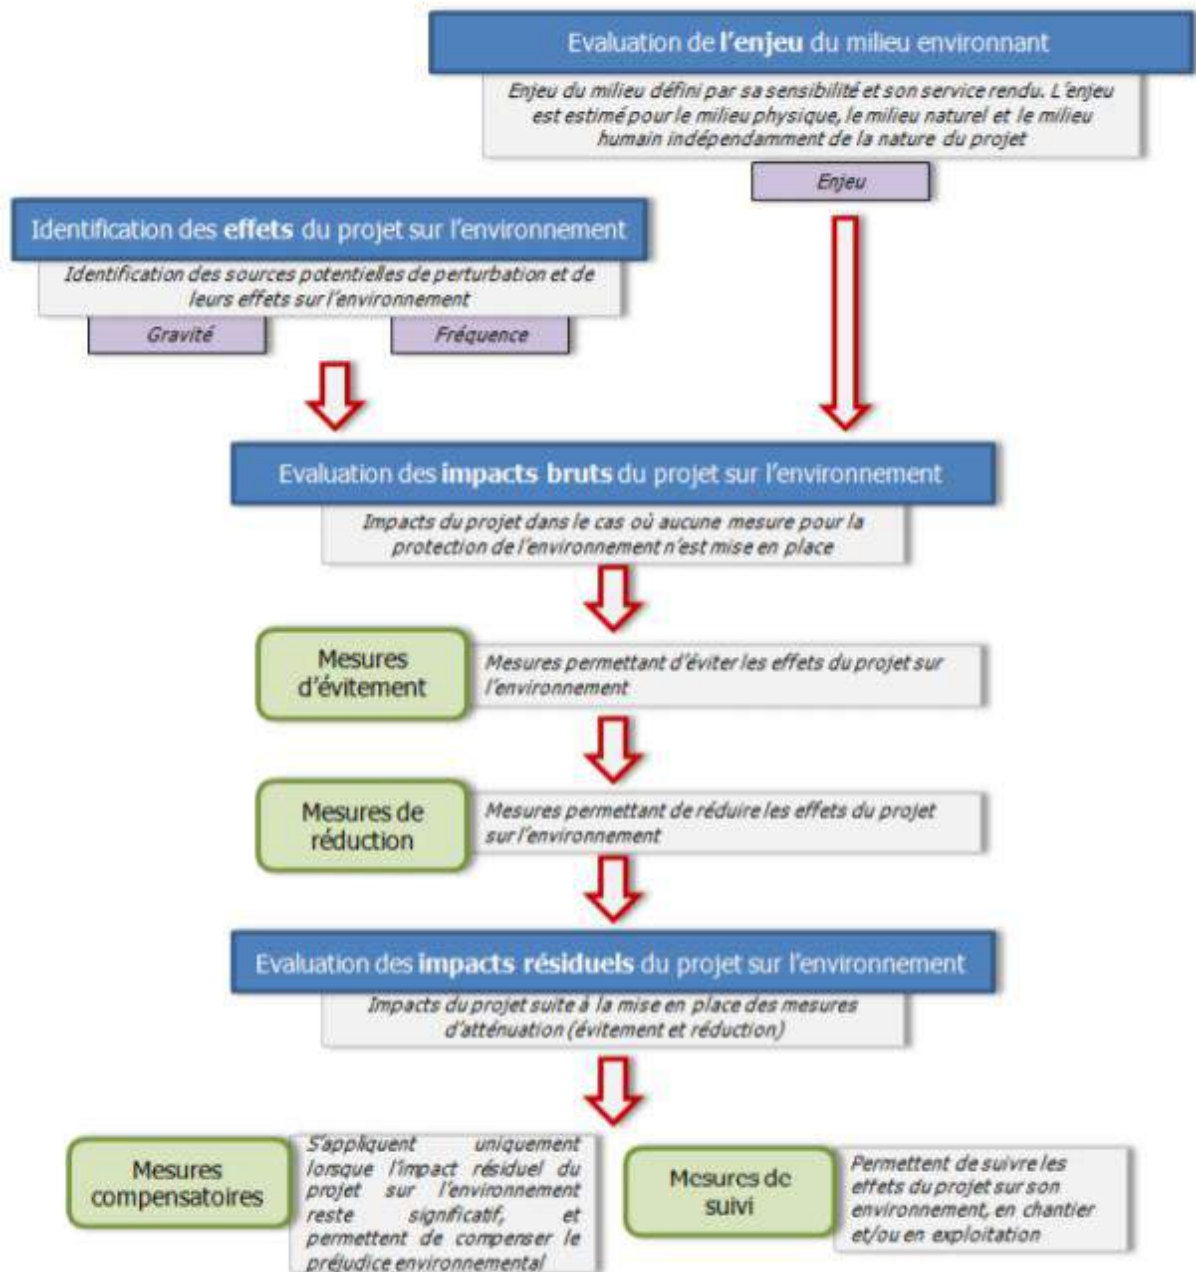 Evaluation de l'enjeu du milieu environnant
Enjeu du milieu défini par sa sensibilité et son service rendu. L'enjeu
est estimé pour le milieu physique, le milieu naturel et le milieu
humain indépendamment de la nature du projet
Enjeu
Identification des effets du projet sur l'environnement
Identification des sources potentielles de perturbation et de
leurs effets sur l'environnement
Gravité
Fréquence
Evaluation des impacts bruts du projet sur l'environnement
Impacts du projet dans le cas où aucune mesure pour la
protection de l'environnement n'est mise en place
Mesures
d'évitement
Mesures permettant d'éviter les effets du projet sur
l'environnement
Mesures de
réduction
Mesures permettant de réduire les effets du projet
sur l'environnement
Evaluation des impacts résiduels du projet sur l'environnement
Impacts du projet suite à la mise en place des mesures
d'atténuation (évitement et réduction)
Mesures
compensatoires
S'appliquent uniquement
lorsque l'impact résiduel du
projet sur l'environnement
reste significatif, et
permettent de compenser le
préjudice environnemental
Mesures de
suivi
Permettent de suivre les
effets du projet sur son
environnement, en chantier
et/ou en exploitation